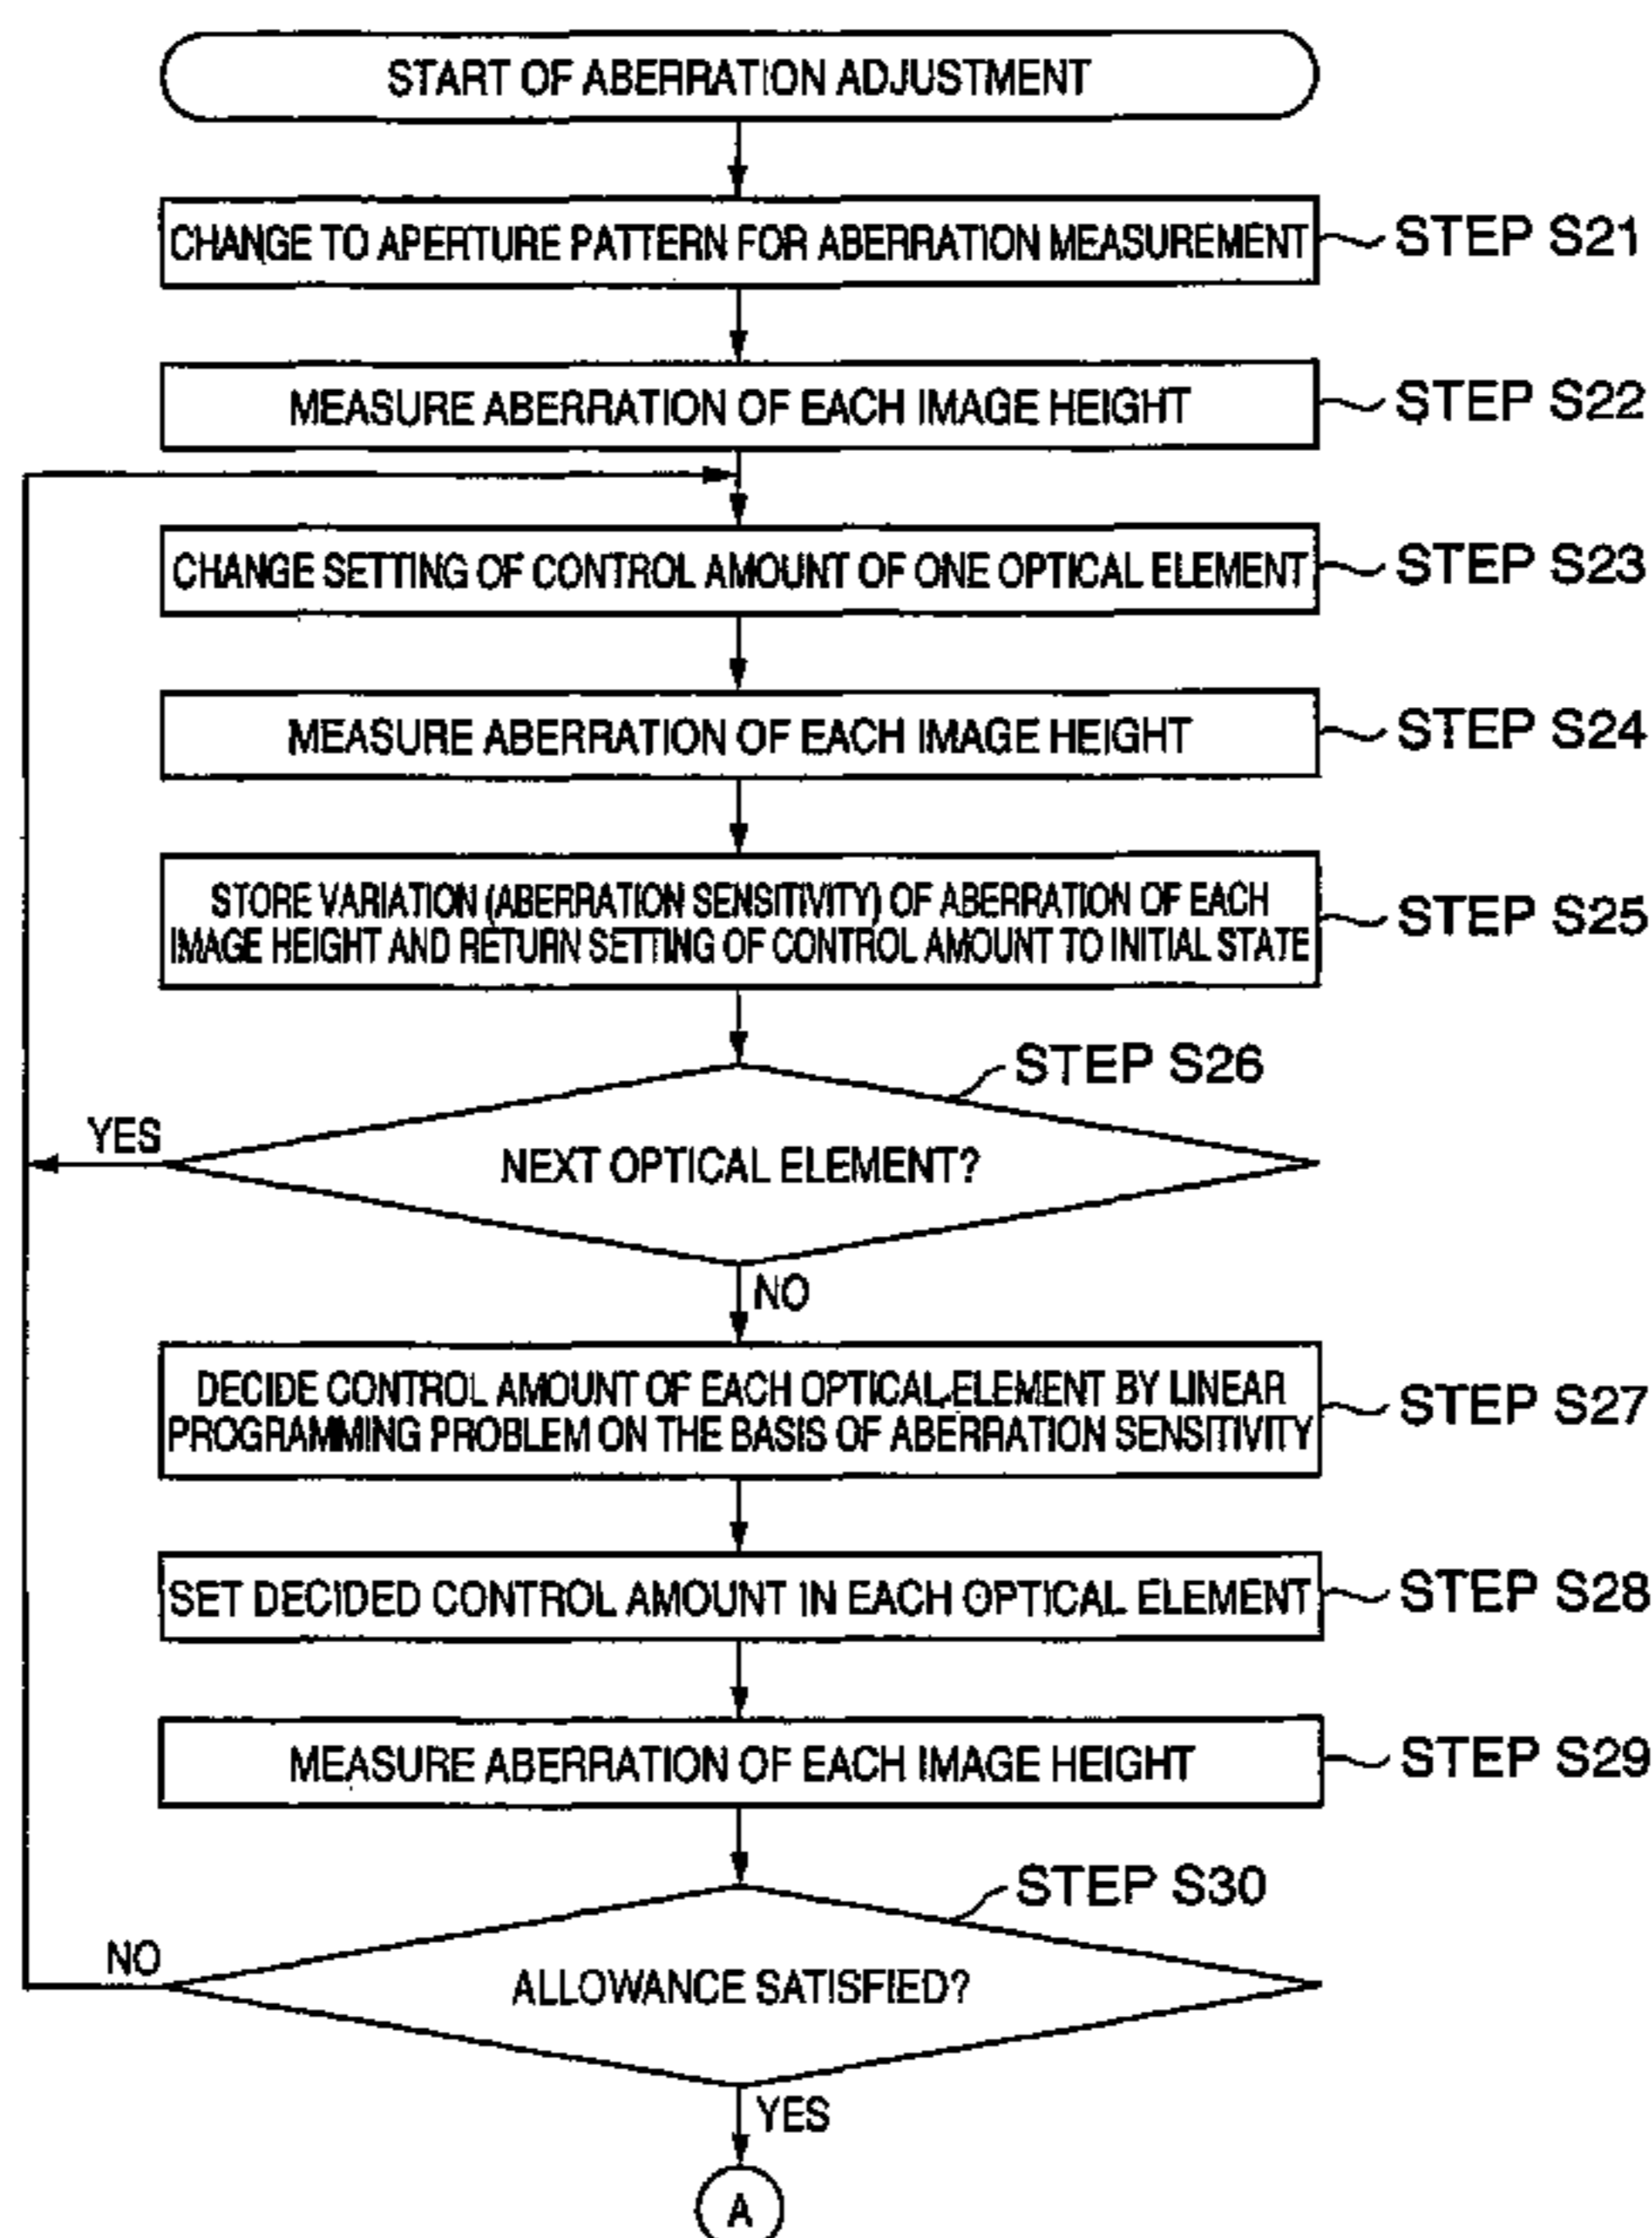 START OF ABERRATION ADJUSTMENT
CHANGE TO APERTURE PATTERN FOR ABERRATION MEASUREMENT
STEP S21
MEASURE ABERRATION OF EACH IMAGE HEIGHT
STEP S22
CHANGE SETTING OF CONTROL AMOUNT OF ONE OPTICAL ELEMENT
STEP S23
MEASURE ABERRATION OF EACH IMAGE HEIGHT
STEP S24
STORE VARIATION (ABERRATION SENSITIVITY) OF ABERRATION OF EACH
IMAGE HEIGHT AND RETURN SETTING OF CONTROL AMOUNT TO INITIAL STATE
STEP S25
STEP S26
YES
NEXT OPTICAL ELEMENT?
NO
DECIDE CONTROL AMOUNT OF EACH OPTICAL ELEMENT BY LINEAR
PROGRAMMING PROBLEM ON THE BASIS OF ABERRATION SENSITIVITY
STEP S27
SET DECIDED CONTROL AMOUNT IN EACH OPTICAL ELEMENT
STEP S28
MEASURE ABERRATION OF EACH IMAGE HEIGHT
STEP S29
STEP S30
NO
ALLOWANCE SATISFIED?
YES
A